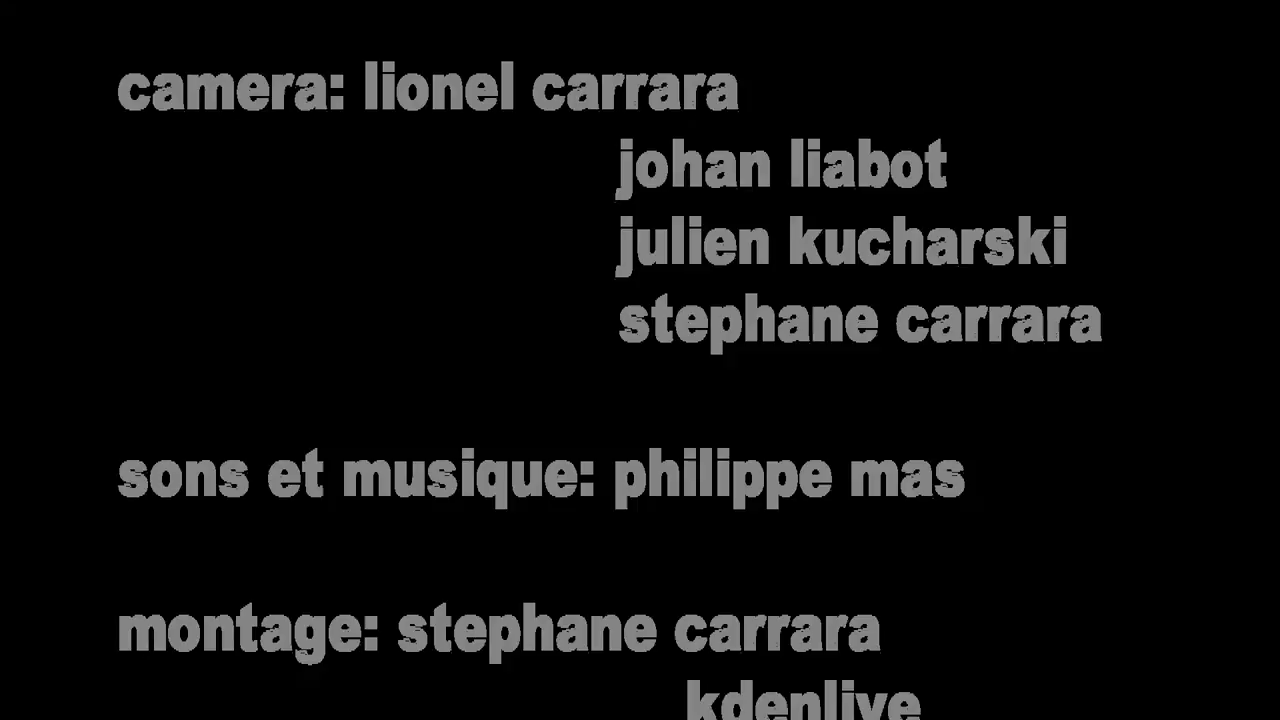 camera: lionel carrara
johan liabot
julien kucharski
stephane carrara
sons et musique: philippe mas
montage: stephane carrara
kdenlive